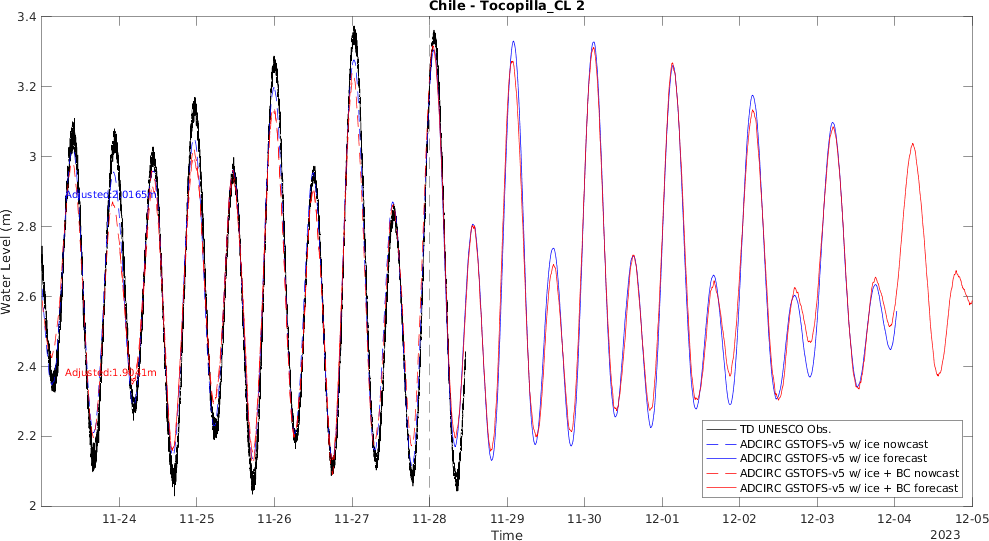 Chile - Tocopilla_CL 2
3.4
3.2
3
2.8
2.6
2.4
2.2
2
Water Level (m)
Adjusted:2.0165m
Adjusted:1.9041m
TD UNESCO Obs.
ADCIRC GSTOFS-v5 w/ ice nowcast
ADCIRC GSTOFS-v5 w/ ice forecast
ADCIRC GSTOFS-v5 w/ ice + BC nowcast
ADCIRC GSTOFS-v5 w/ ice + BC forecast
11-24 11-25 11-26 11-27 11-28 11-29 11-30 12-01 12-02 12-03 12-04 12-05
Time
2023